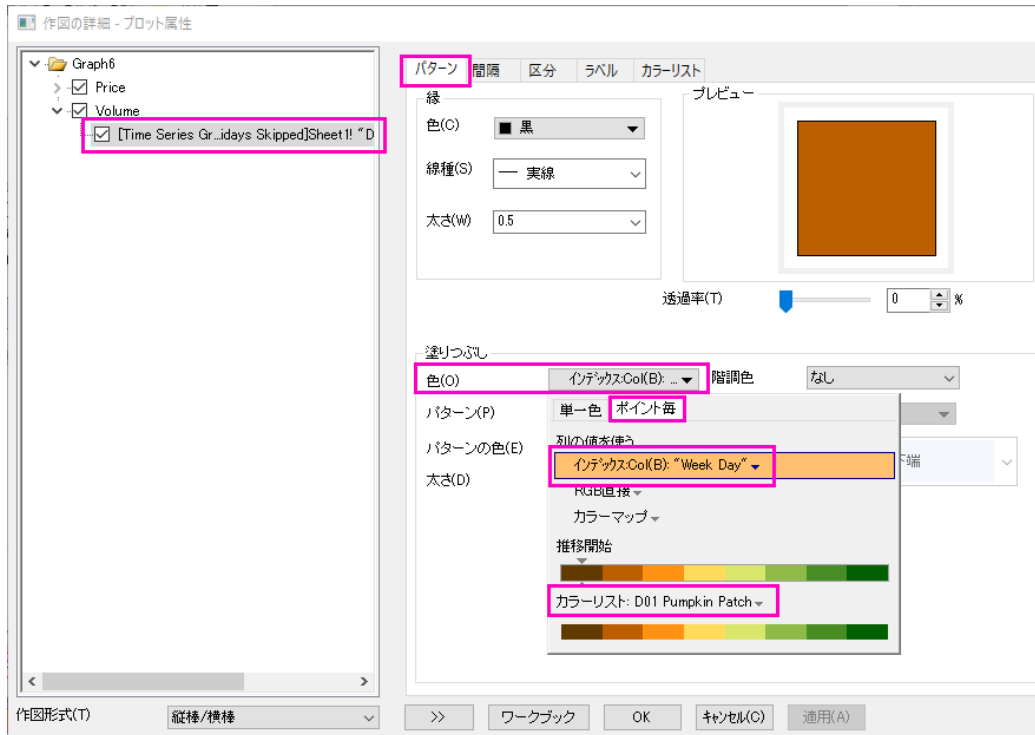 作図の詳細 - プロット属性
Graph6
Price
Volume
[Time Series Gr...idays Skipped]Sheet1! "D
作図形式(T) 縦棒/横棒
パターン 間隔 区分 ラベル カラーリスト
縁
色(C) 黒
線種(S) 実線
太さ(W) 0.5
プレビュー
透過率(T) 0 %
塗りつぶし
色(O) インデックス:Col(B): ... 階調色 なし
パターン(P)
パターンの色(E)
太さ(D)
単一色 ポイント毎
列の値を使う
インデックス:Col(B): "Week Day"
RGB直接
カラーマップ
推移開始
カラーリスト: D01 Pumpkin Patch
>> ワークブック OK キャンセル(C) 適用(A)